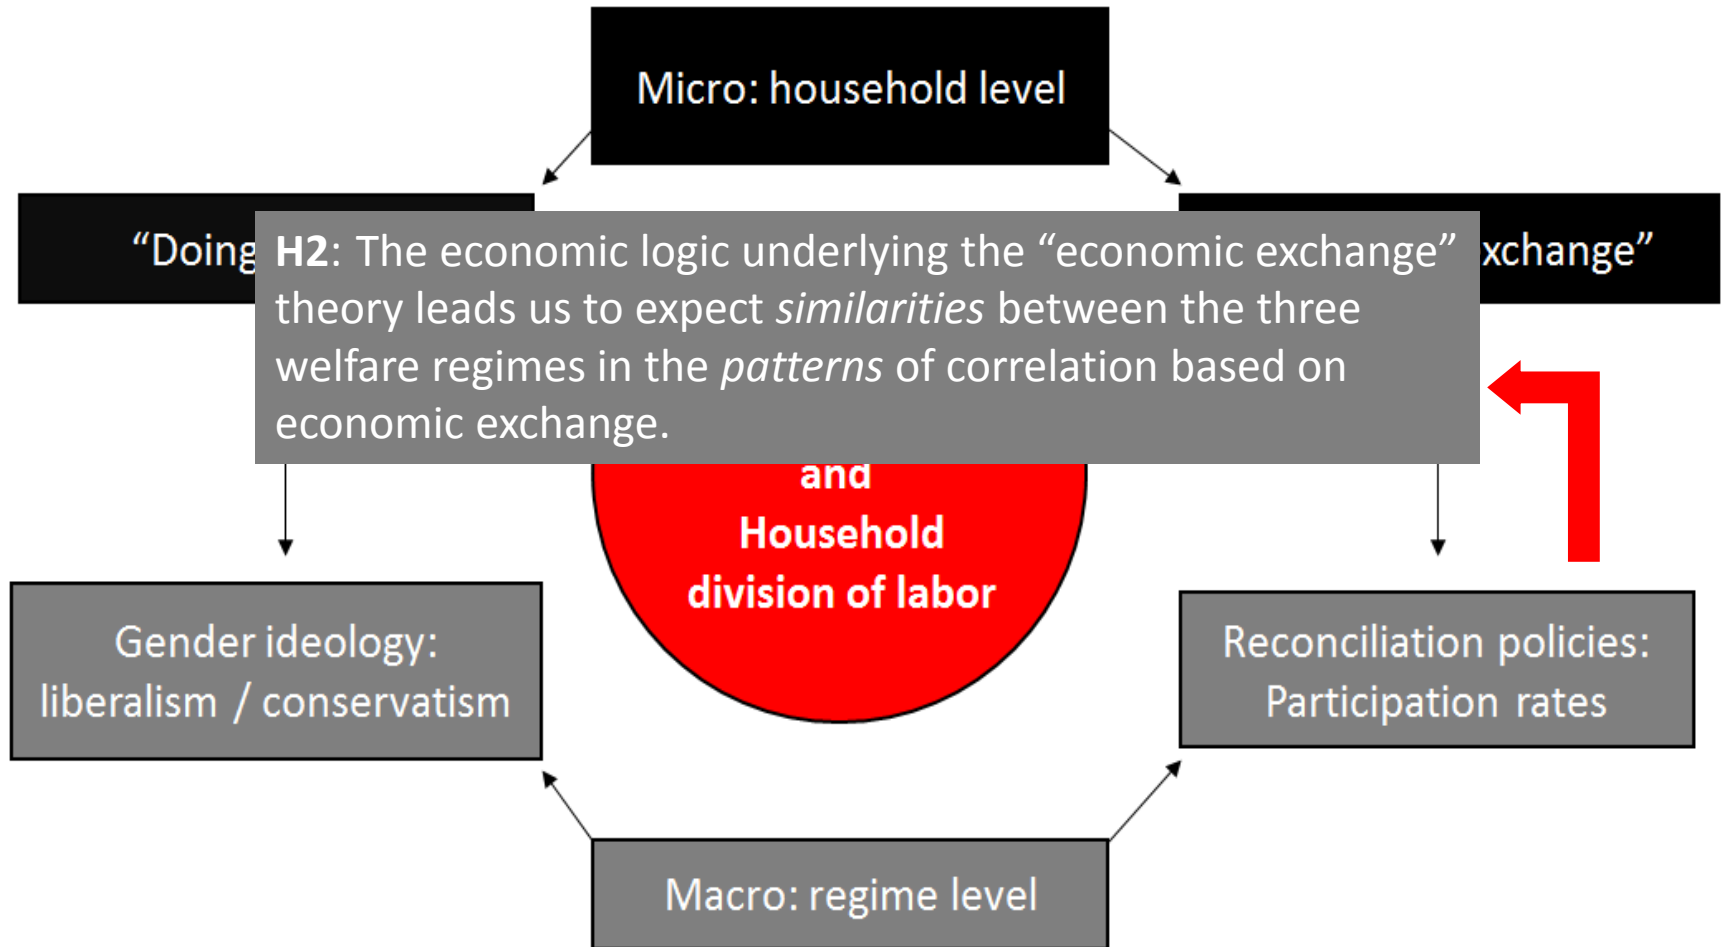 Micro: household level
“Doing
xchange”
H2: The economic logic underlying the “economic exchange”
theory leads us to expect similarities between the three
welfare regimes in the patterns of correlation based on
economic exchange.
and
Household
division of labor
Gender ideology:
liberalism / conservatism
Reconciliation policies:
Participation rates
Macro: regime level